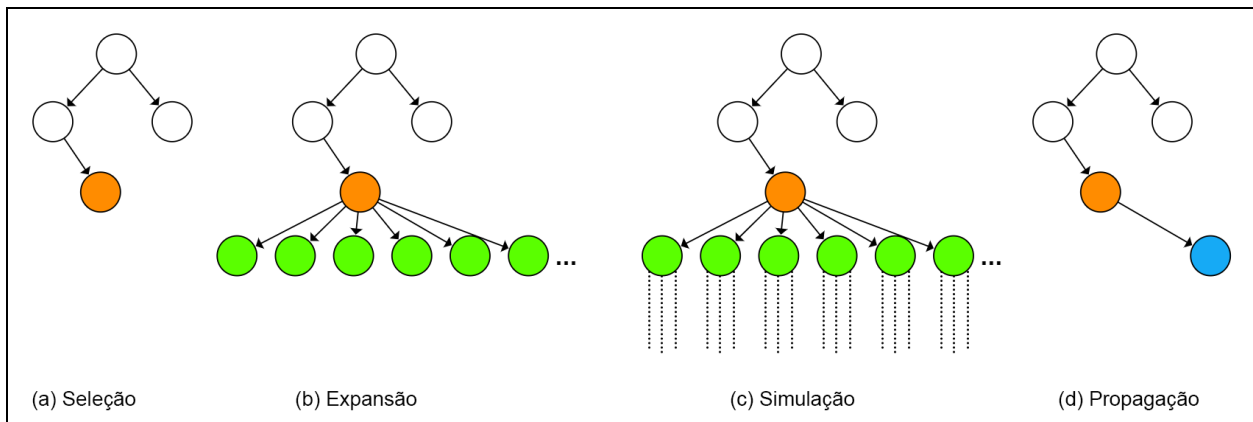 ...
...
(a) Seleção
(b) Expansão
(c) Simulação
(d) Propagação